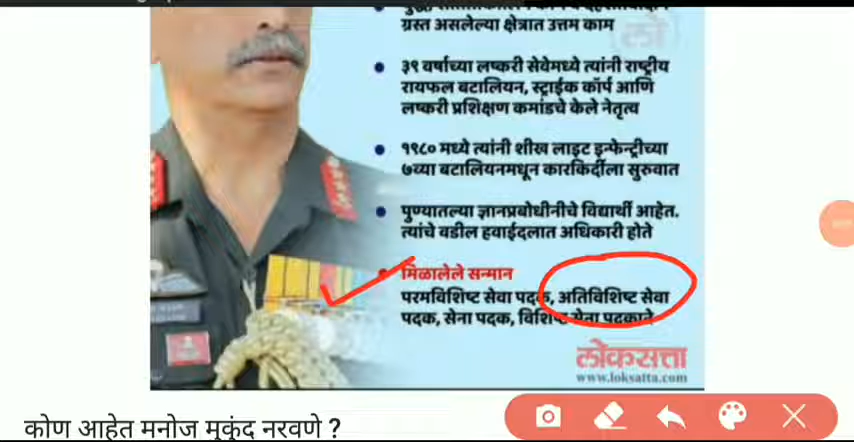 ग्रस्त असलेल्या क्षेत्रात उत्तम काम
३९ वर्षाच्या लष्करी सेवेमध्ये त्यांनी राष्ट्रीय
रायफल बटालियन, स्ट्राईक कॉर्प आणि
लष्करी प्रशिक्षण कमांडचे केले नेतृत्व
१९८० मध्ये त्यांनी शीख लाइट इन्फेन्ट्रीच्या
७व्या बटालियनमधून कारकिर्दीला सुरुवात
पुण्यातल्या ज्ञानप्रबोधीनीचे विद्यार्थी आहेत.
त्यांचे वडील हवाईदलात अधिकारी होते
मिळालेले सन्मान
परमविशिष्ट सेवा पदक, अतिविशिष्ट सेवा
पदक, सेना पदक, विशिष्ट सेना पदकाने
लोकसत्ता
www.loksatta.com
कोण आहेत मनोज मुकुंद नरवणे ?